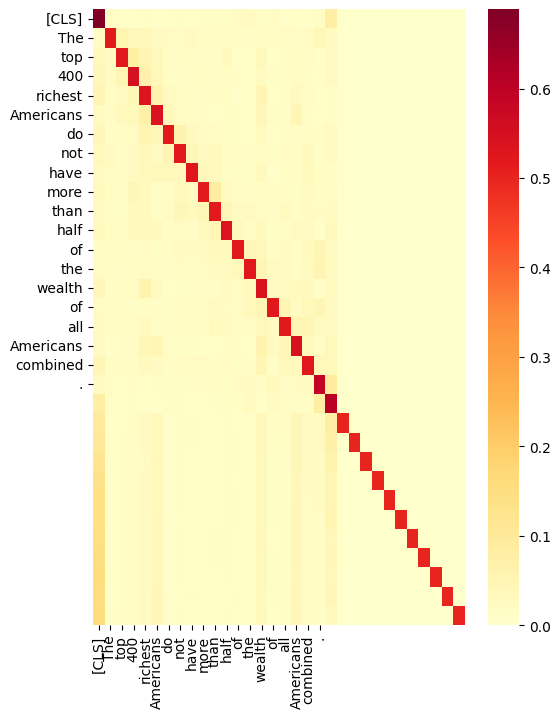 [CLS]
The
top
400
richest
Americans
do
not
have
more
than
half
of
the
wealth
of
all
Americans
combined
.
[CLS]
The
top
400
richest
Americans
do
not
have
more
than
half
of
the
wealth
of
all
Americans
combined
.
0.6
0.5
0.4
0.3
0.2
0.1
0.0